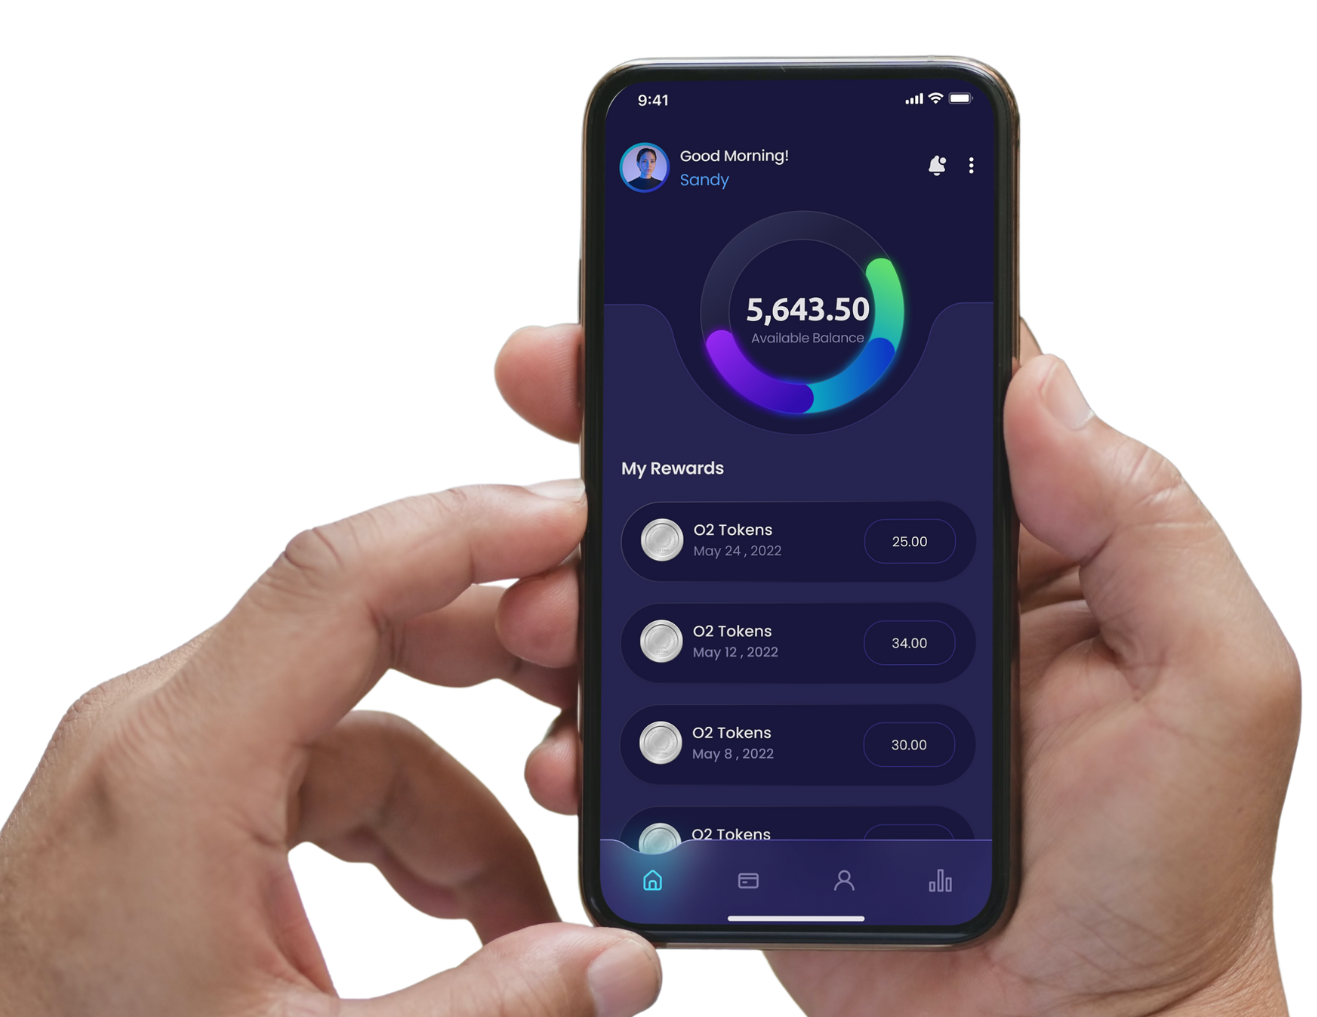 9:41
Good Morning!
Sandy
5,643.50
Available Balance
My Rewards
O2 Tokens
May 24 , 2022
25.00
O2 Tokens
May 12 , 2022
34.00
O2 Tokens
May 8 , 2022
30.00
O2 Tokens